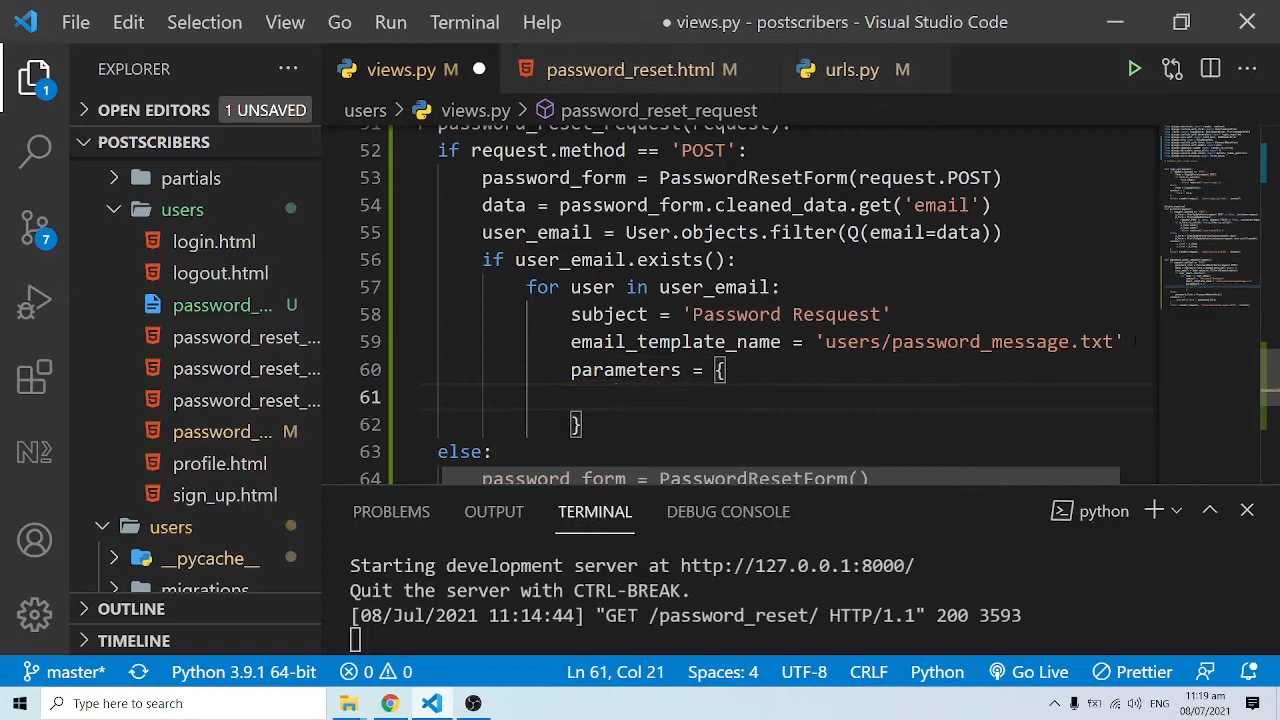 File Edit Selection View Go Run Terminal Help ● views.py - postscribers - Visual Studio Code
EXPLORER ··· views.py M ● password_reset.html M urls.py M ···
OPEN EDITORS 1 UNSAVED users > views.py > password_reset_request
POSTSCRIBERS
partials
users
login.html
logout.html
password_... U
password_reset_...
password_reset_...
password_reset_...
password_... M
profile.html
sign_up.html
users
__pycache__
migrations
OUTLINE
TIMELINE
1
7
51 password_reset_request(request):
52 if request.method == 'POST':
53 password_form = PasswordResetForm(request.POST)
54 data = password_form.cleaned_data.get('email')
55 user_email = User.objects.filter(Q(email=data))
56 if user_email.exists():
57 for user in user_email:
58 subject = 'Password Resquest'
59 email_template_name = 'users/password_message.txt'
60 parameters = {
61
62 }
63 else:
64 password_form = PasswordResetForm()
PROBLEMS OUTPUT TERMINAL DEBUG CONSOLE python
Starting development server at http://127.0.0.1:8000/
Quit the server with CTRL-BREAK.
[08/Jul/2021 11:14:44] "GET /password_reset/ HTTP/1.1" 200 3593
master* Python 3.9.1 64-bit 0 0 Ln 61, Col 21 Spaces: 4 UTF-8 CRLF Python Go Live Prettier
Type here to search 11:19 am
08/07/2021